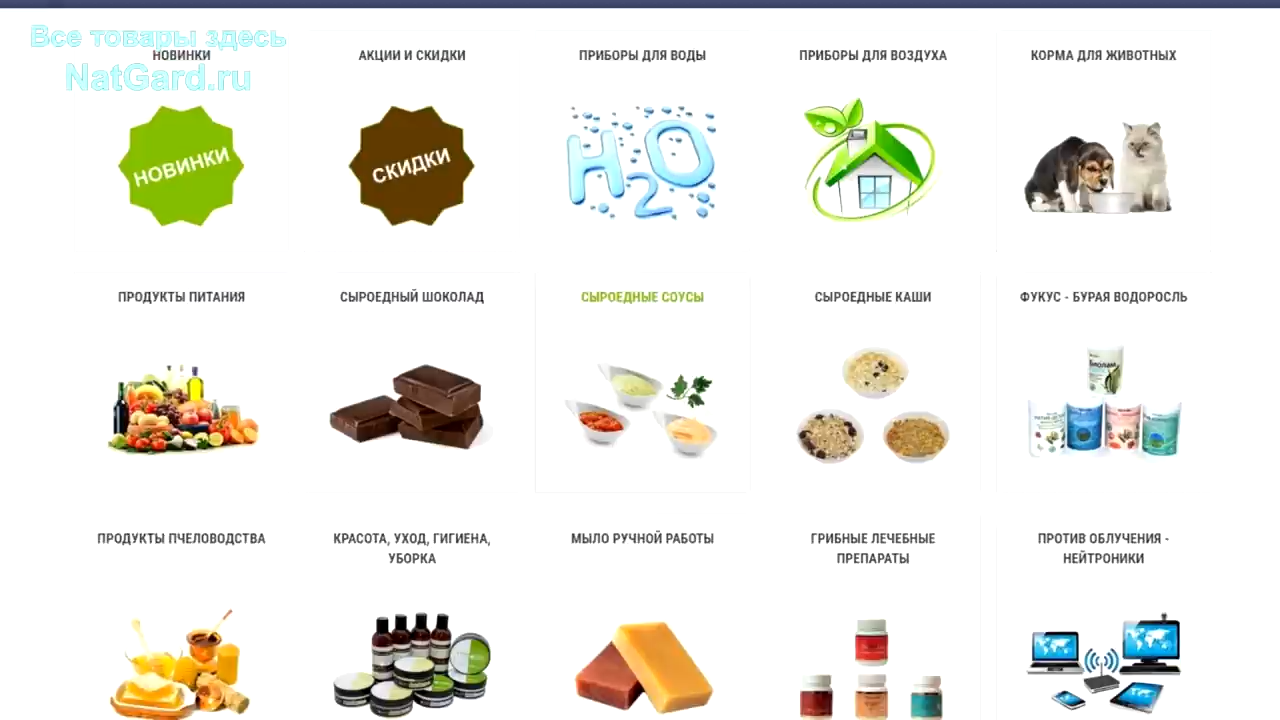 Все товары здесь
NatGard.ru
НОВИНКИ
АКЦИИ И СКИДКИ
ПРИБОРЫ ДЛЯ ВОДЫ
ПРИБОРЫ ДЛЯ ВОЗДУХА
КОРМА ДЛЯ ЖИВОТНЫХ
НОВИНКИ
СКИДКИ
H2O
ПРОДУКТЫ ПИТАНИЯ
СЫРОЕДНЫЙ ШОКОЛАД
СЫРОЕДНЫЕ СОУСЫ
СЫРОЕДНЫЕ КАШИ
ФУКУС - БУРАЯ ВОДОРОСЛЬ
ПРОДУКТЫ ПЧЕЛОВОДСТВА
КРАСОТА, УХОД, ГИГИЕНА,
УБОРКА
МЫЛО РУЧНОЙ РАБОТЫ
ГРИБНЫЕ ЛЕЧЕБНЫЕ
ПРЕПАРАТЫ
ПРОТИВ ОБЛУЧЕНИЯ -
НЕЙТРОНИКИ